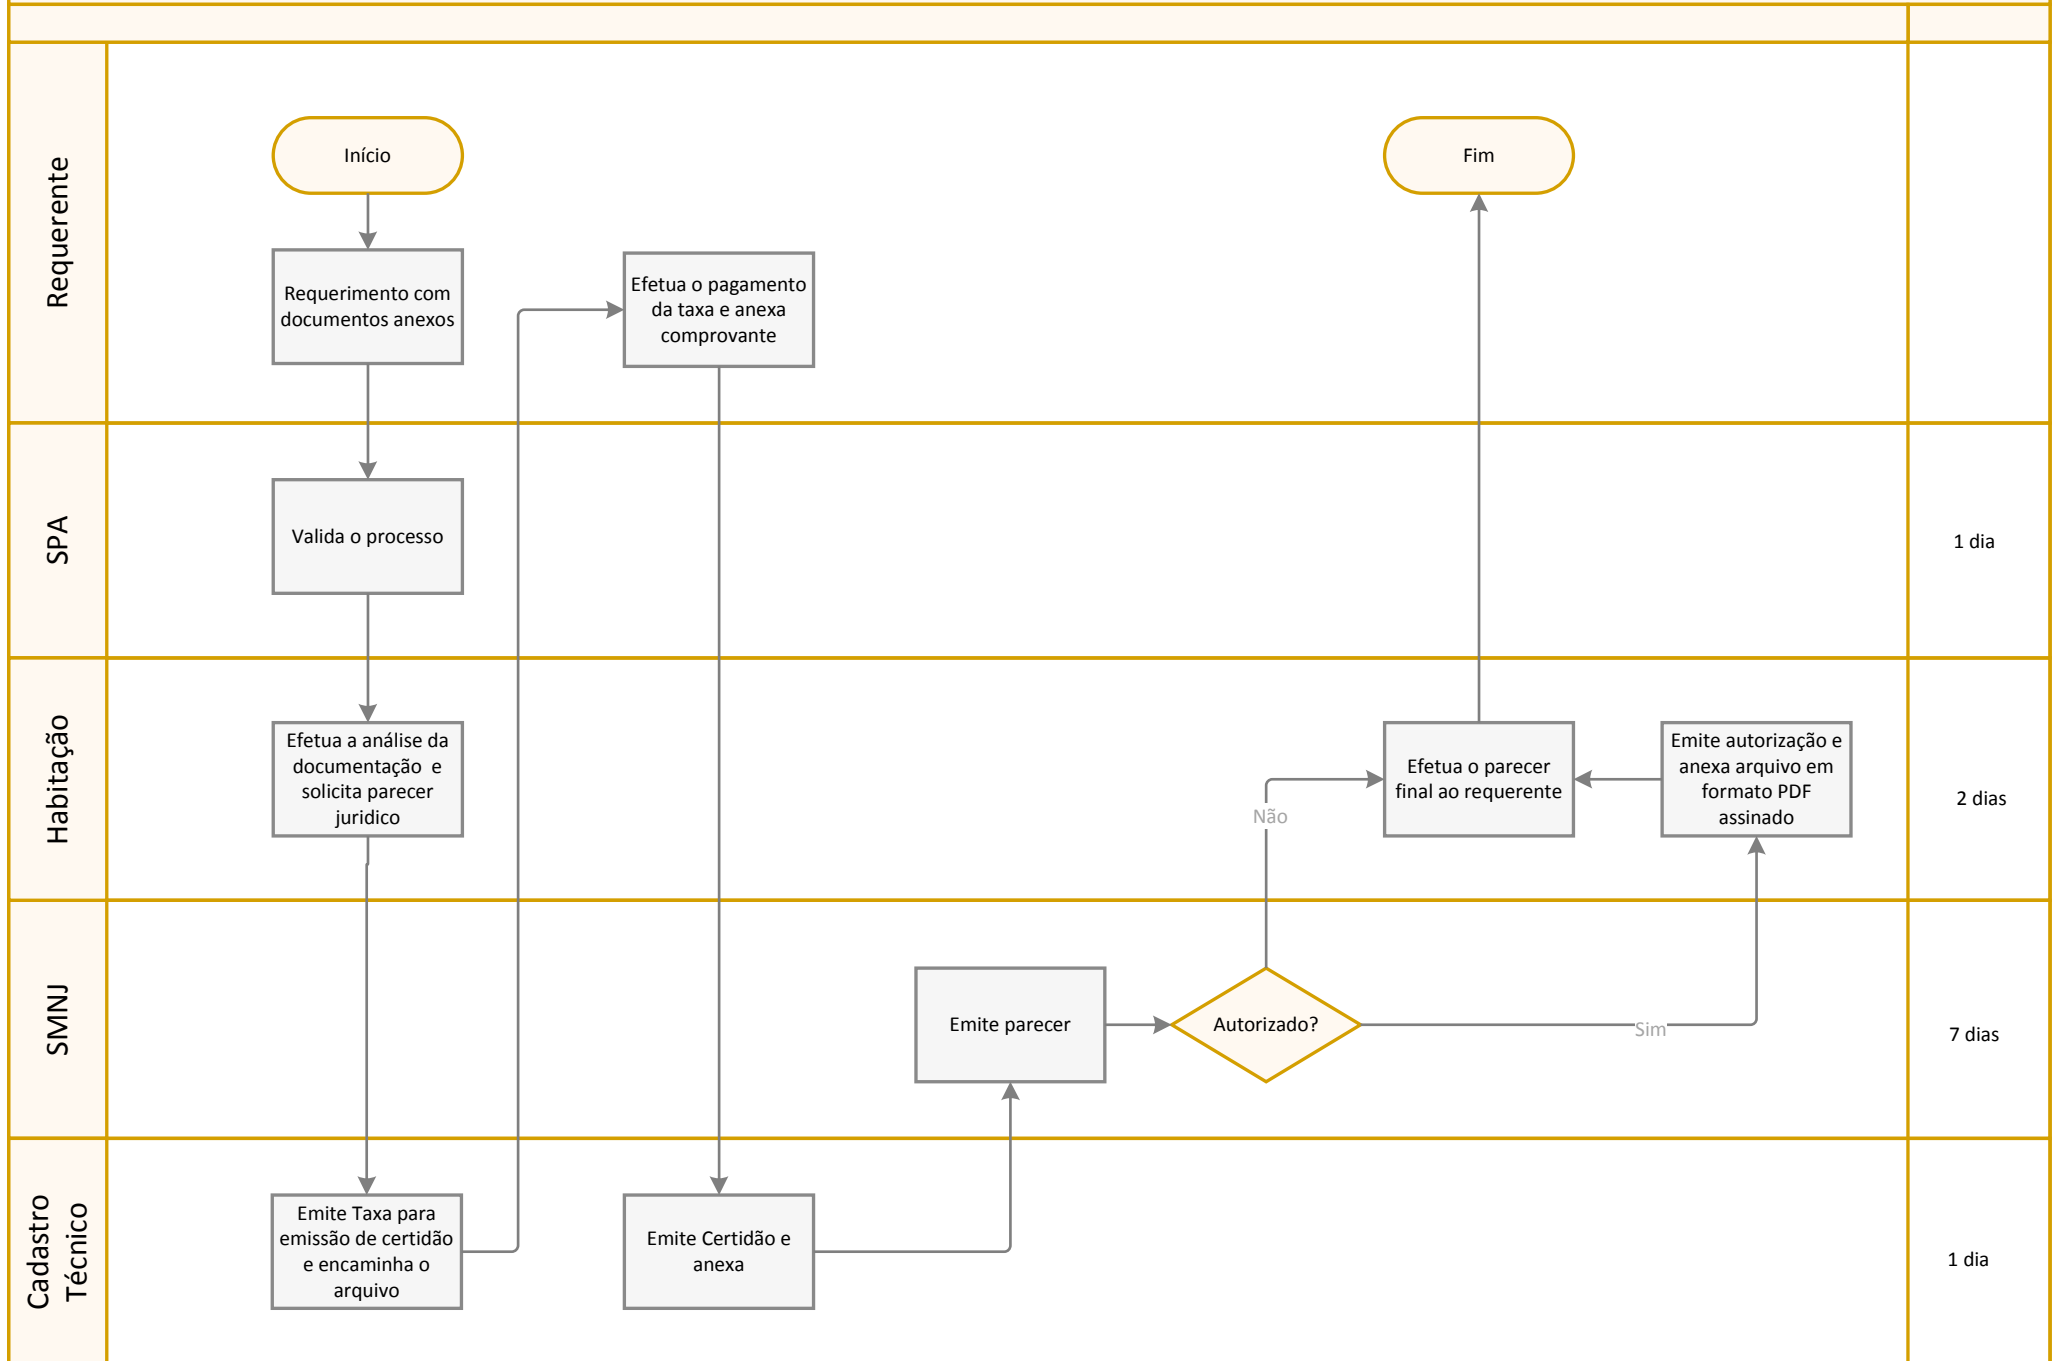 Requerente
Início
Fim
Requerimento com
documentos anexos
Efetua o pagamento
da taxa e anexa
comprovante
SPA
Valida o processo
1 dia
Habitação
Efetua a análise da
documentação e
solicita parecer
juridico
Não
Efetua o parecer
final ao requerente
Emite autorização e
anexa arquivo em
formato PDF
assinado
2 dias
SMNJ
Emite parecer
Autorizado?
Sim
7 dias
Cadastro
Técnico
Emite Taxa para
emissão de certidão
e encaminha o
arquivo
Emite Certidão e
anexa
1 dia